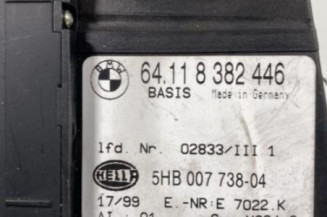 BMW
64.11 8 382 446
BASIS Made in Germany
lfd. Nr. 02833/III 1
HELLA 5HB 007 738-04
17/99 E.-NR:E 7022.K